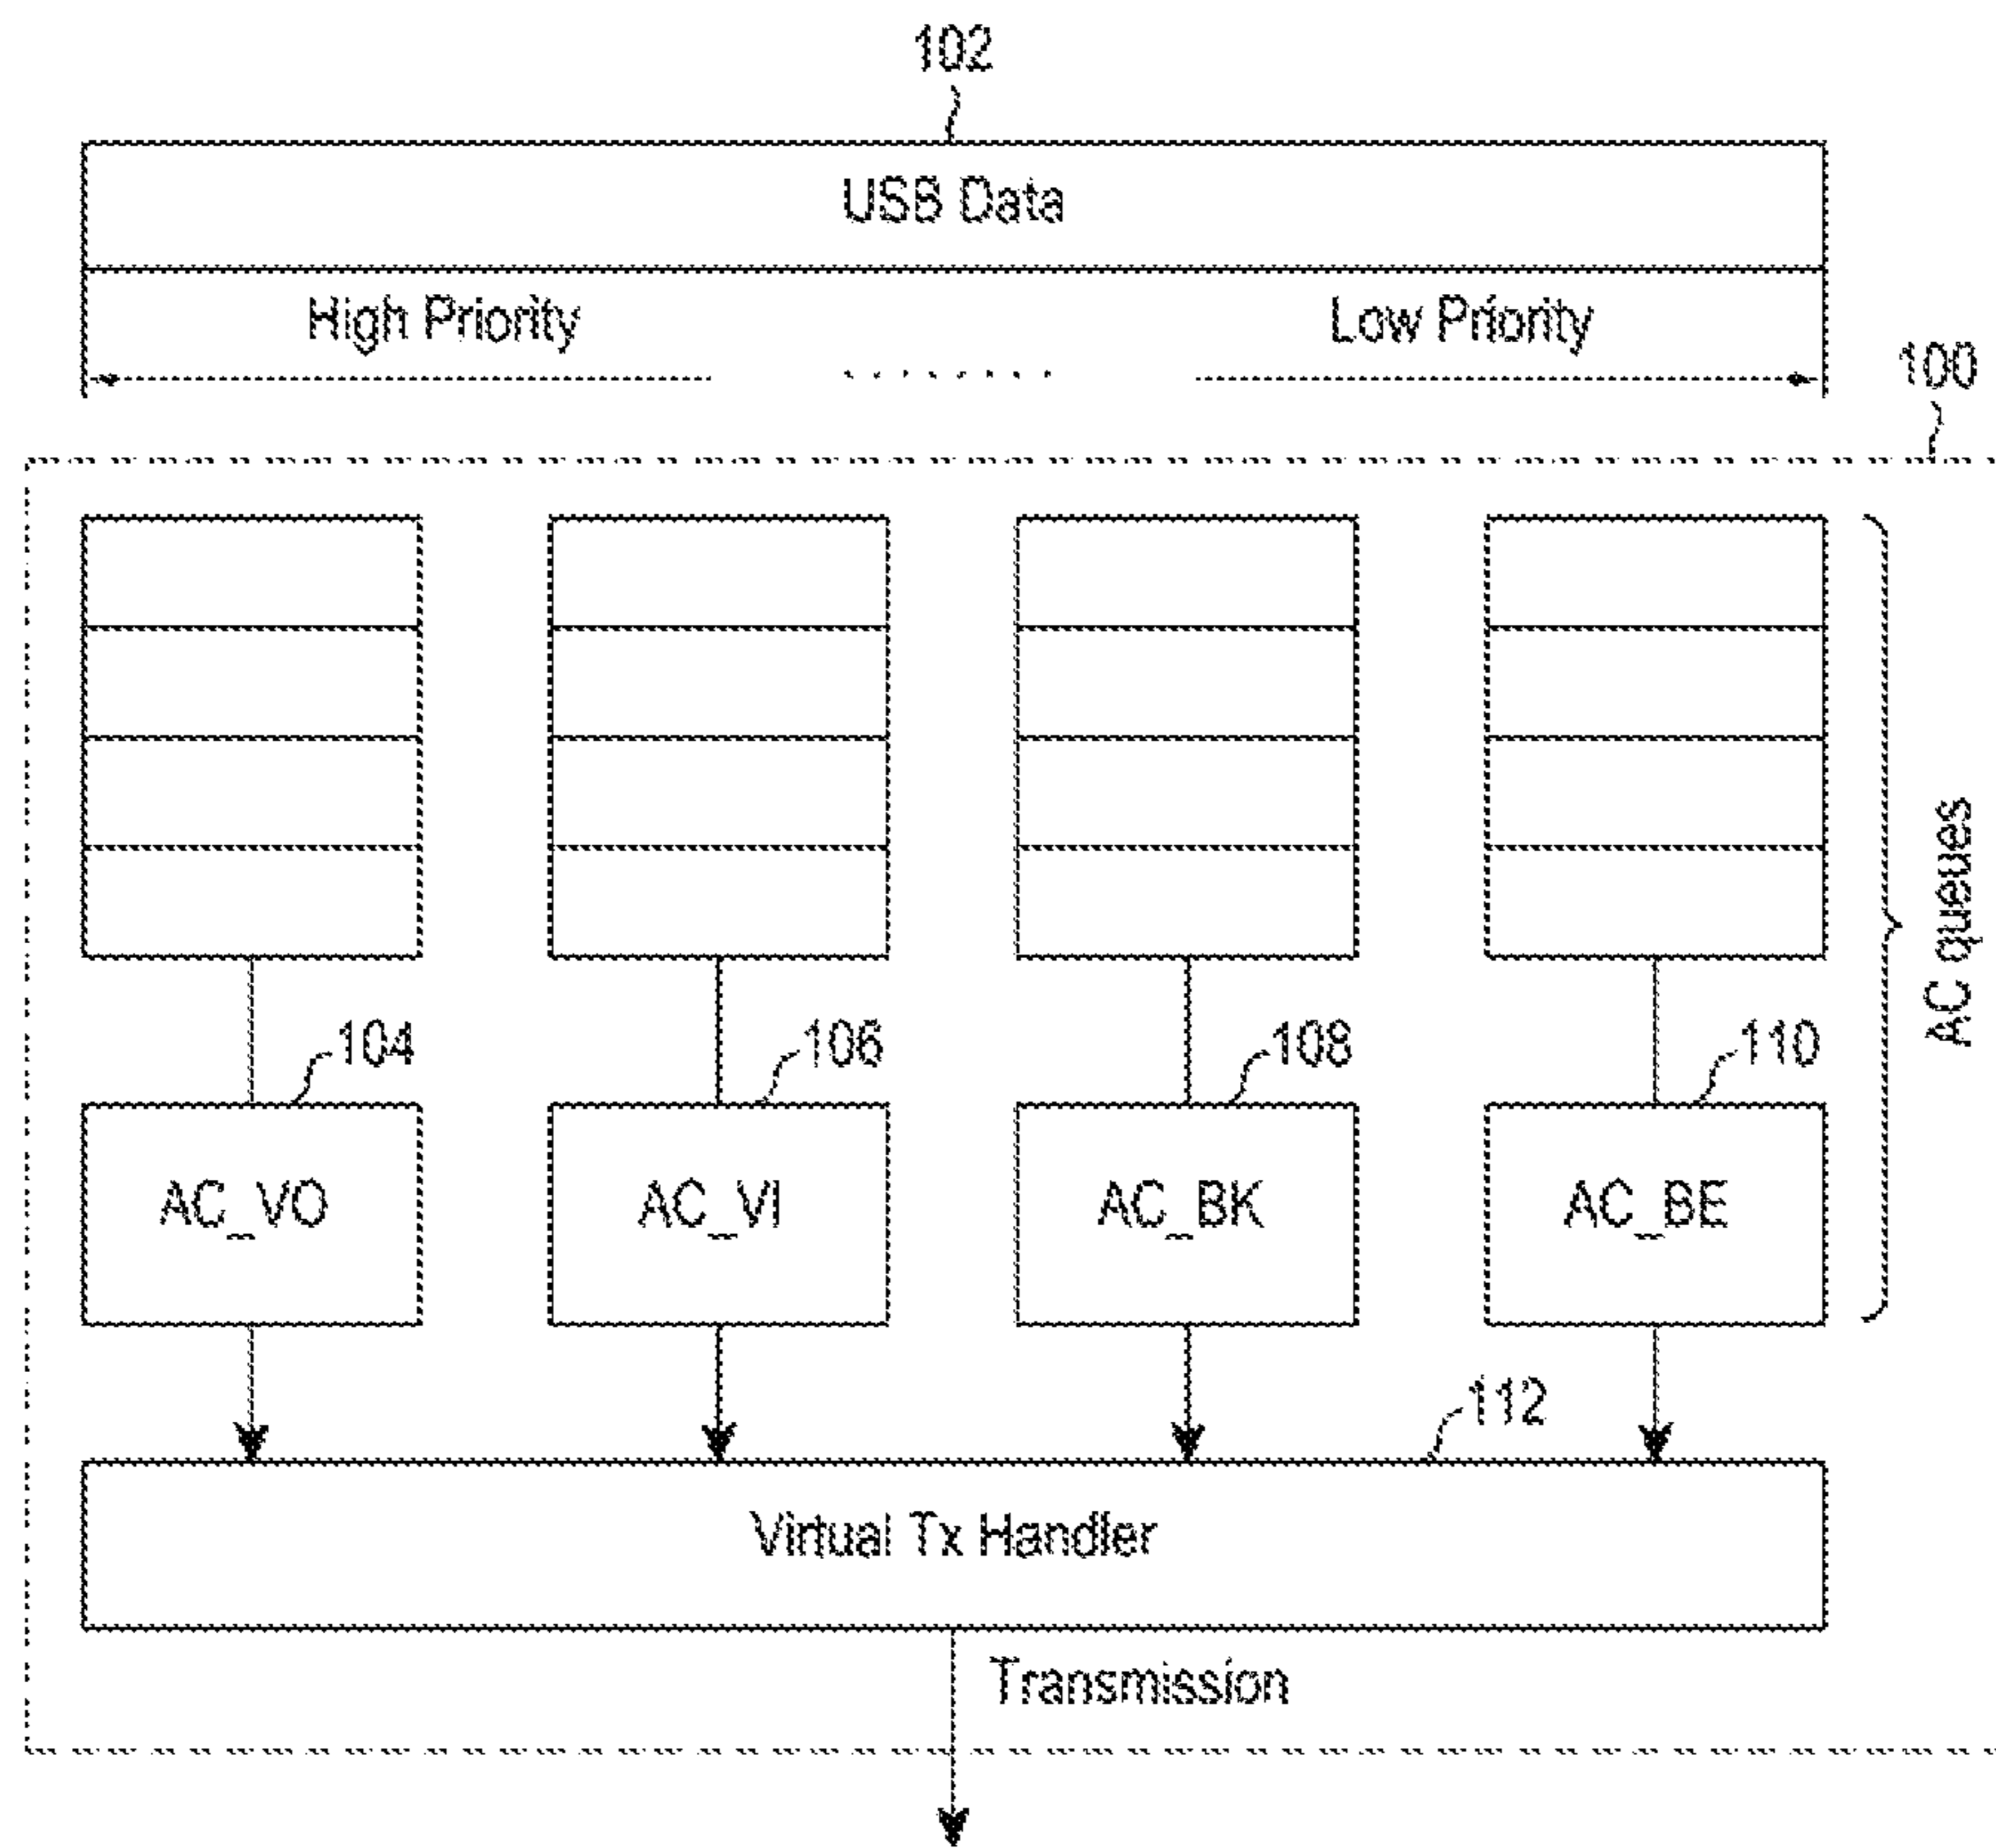 102
USB Data
High Priority Low Priority
100
AC queues
104 106 108 110
AC_VO AC_VI AC_BK AC_BE
112
Virtual Tx Handler
Transmission